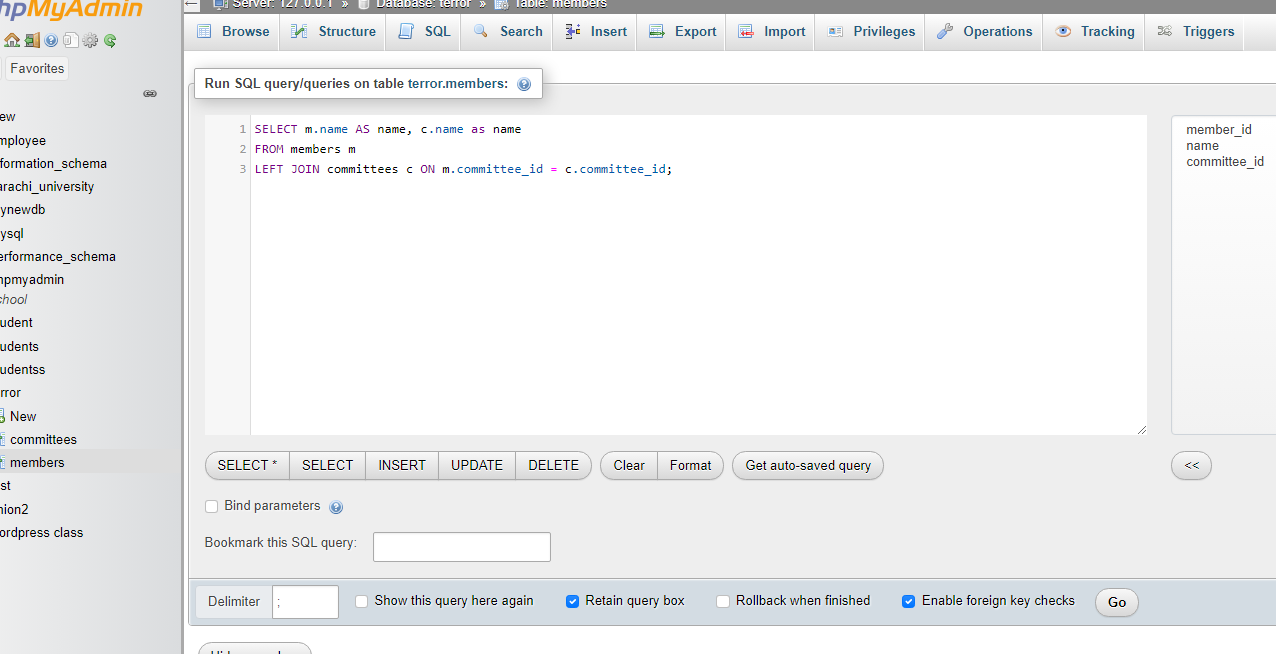 hpMyAdmin
Server: 127.0.0.1 » Database: terror » Table: members
Browse Structure SQL Search Insert Export Import Privileges Operations Tracking Triggers
Favorites
Run SQL query/queries on table terror.members:
ew
mployee
formation_schema
arachi_university
ynewdb
ysql
erformance_schema
hpmyadmin
chool
udent
udents
udentss
rror
New
committees
members
st
nion2
ordpress class
1 SELECT m.name AS name, c.name as name
2 FROM members m
3 LEFT JOIN committees c ON m.committee_id = c.committee_id;
member_id
name
committee_id
SELECT * SELECT INSERT UPDATE DELETE Clear Format Get auto-saved query <<
Bind parameters
Bookmark this SQL query:
Delimiter ; Show this query here again Retain query box Rollback when finished Enable foreign key checks Go